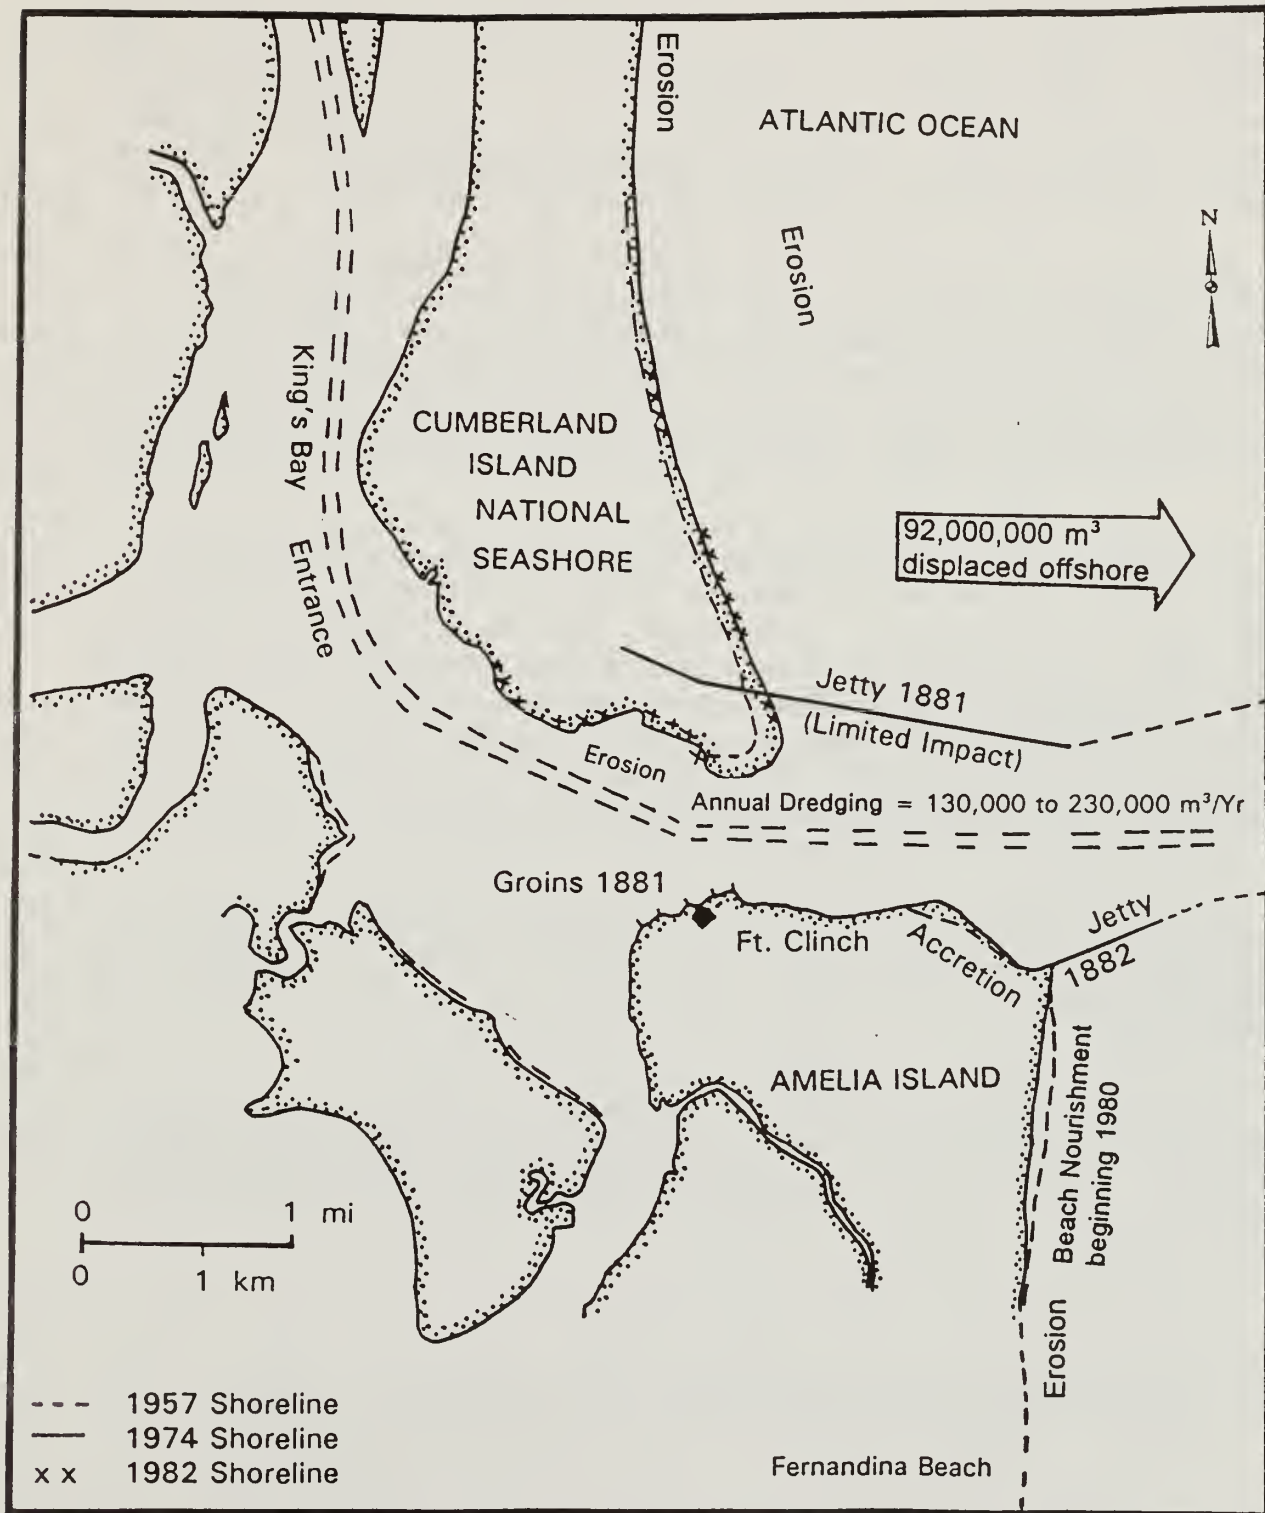 Erosion
ATLANTIC OCEAN
N
Erosion
King's Bay
Entrance
CUMBERLAND
ISLAND
NATIONAL
SEASHORE
92,000,000 m³
displaced offshore
Jetty 1881
(Limited Impact)
Erosion
Annual Dredging = 130,000 to 230,000 m³/Yr
Groins 1881
Ft. Clinch
Accretion
Jetty
1882
AMELIA ISLAND
Beach Nourishment
beginning 1980
Erosion
0 1 mi
0 1 km
1957 Shoreline
1974 Shoreline
x x 1982 Shoreline
Fernandina Beach